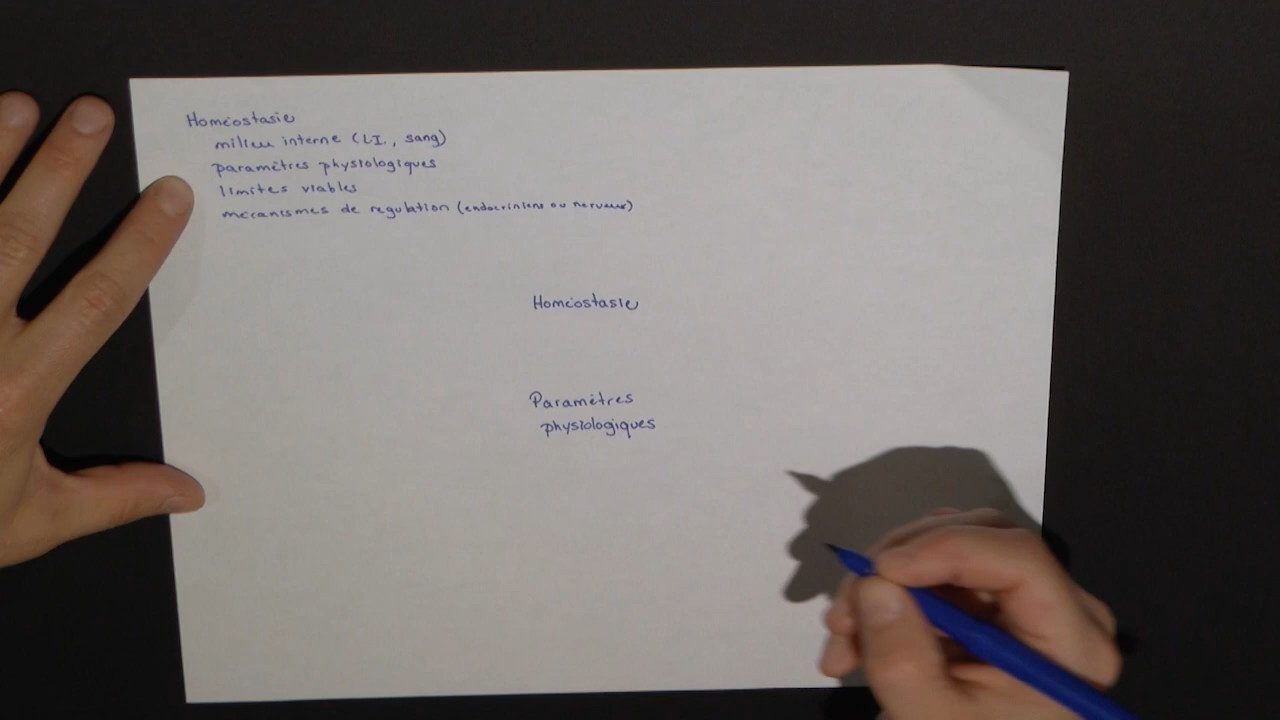 Homéostasie
milieu interne (L.I., sang)
paramètres physiologiques
limites viables
mécanismes de régulation (endocriniens ou nerveux)
Homéostasie
Paramètres
physiologiques